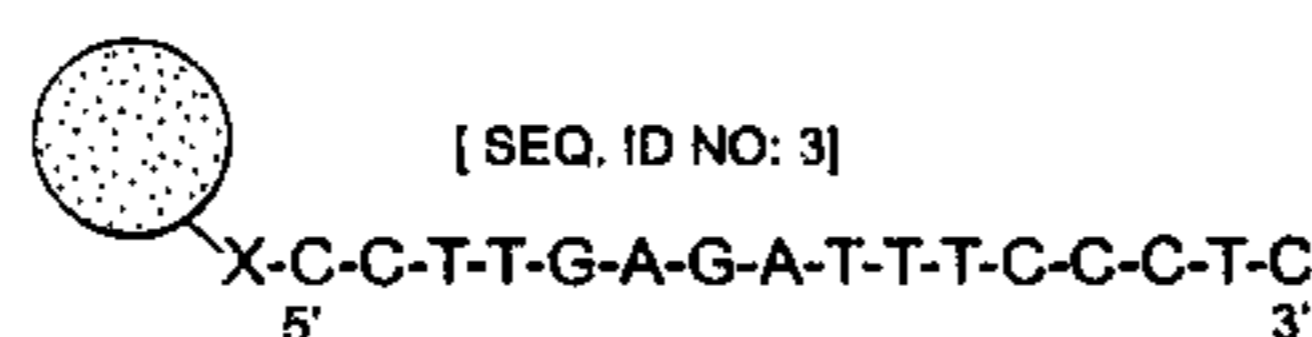 [ SEQ. ID NO: 3]
X-C-C-T-T-G-A-G-A-T-T-T-C-C-C-T-C
5' 3'